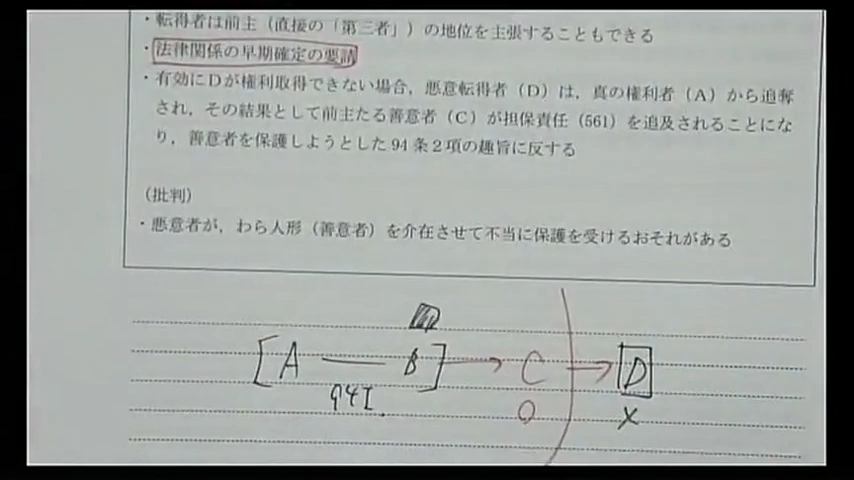 ・転得者は前主(直接の「第三者」)の地位を主張することもできる
・法律関係の早期確定の要請
・有効にDが権利取得できない場合，悪意転得者(D)は，真の権利者(A)から追奪
され，その結果として前主たる善意者(C)が担保責任(561)を追及されることにな
り，善意者を保護しようとした94条2項の趣旨に反する
(批判)
・悪意者が，わら人形(善意者)を介在させて不当に保護を受けるおそれがある
[A ― B] → C → D
94I.
○ ×